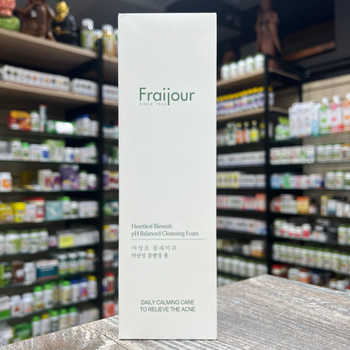 Fraijour
SINCE 1974
Heartleaf Blemish
pH Balanced Cleansing Foam
어성초 블레미쉬
약산성 클렌징 폼
DAILY CALMING CARE
TO RELIEVE THE ACNE